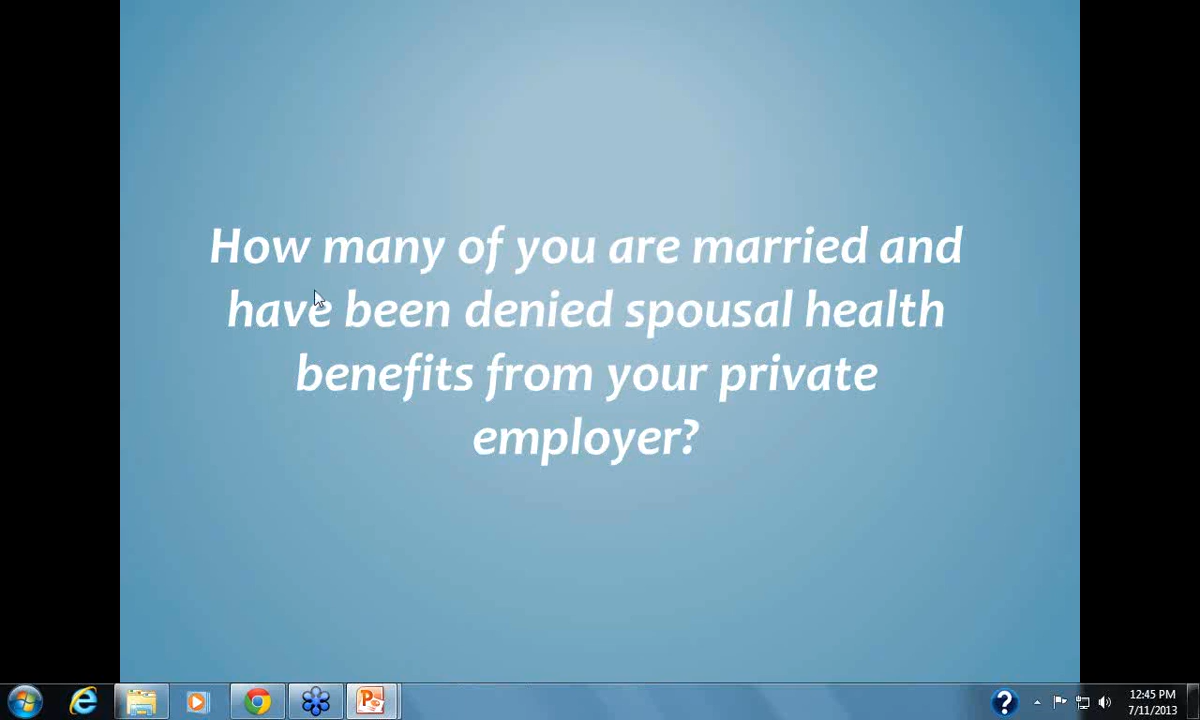 How many of you are married and
have been denied spousal health
benefits from your private
employer?
12:45 PM
7/11/2013